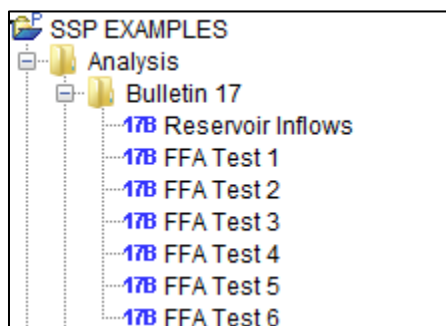 SSP EXAMPLES
Analysis
Bulletin 17
17B Reservoir Inflows
17B FFA Test 1
17B FFA Test 2
17B FFA Test 3
17B FFA Test 4
17B FFA Test 5
17B FFA Test 6